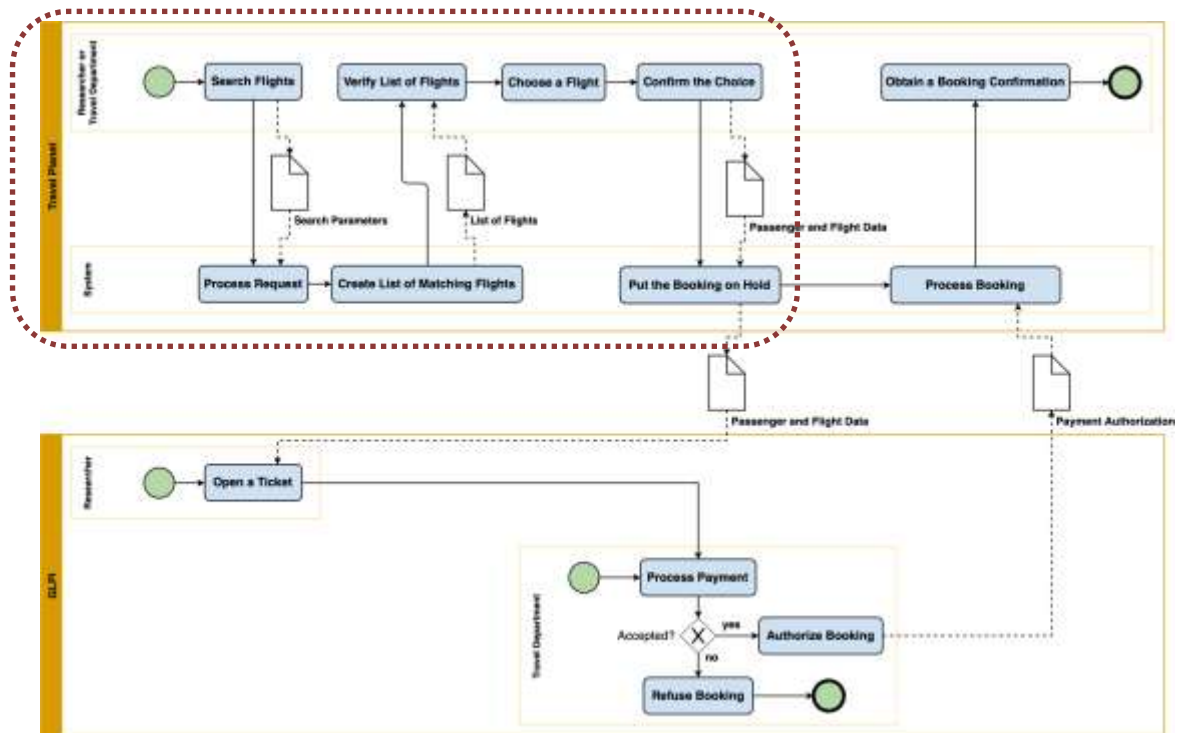 Travel Planet
Researcher or
Travel Department
Search Flights
Verify List of Flights
Choose a Flight
Confirm the Choice
Obtain a Booking Confirmation
Search Parameters
List of Flights
Passenger and Flight Data
System
Process Request
Create List of Matching Flights
Put the Booking on Hold
Process Booking
Passenger and Flight Data
Payment Authorization
GLPI
Researcher
Open a Ticket
Travel Department
Process Payment
Accepted?
X
yes
Authorize Booking
no
Refuse Booking